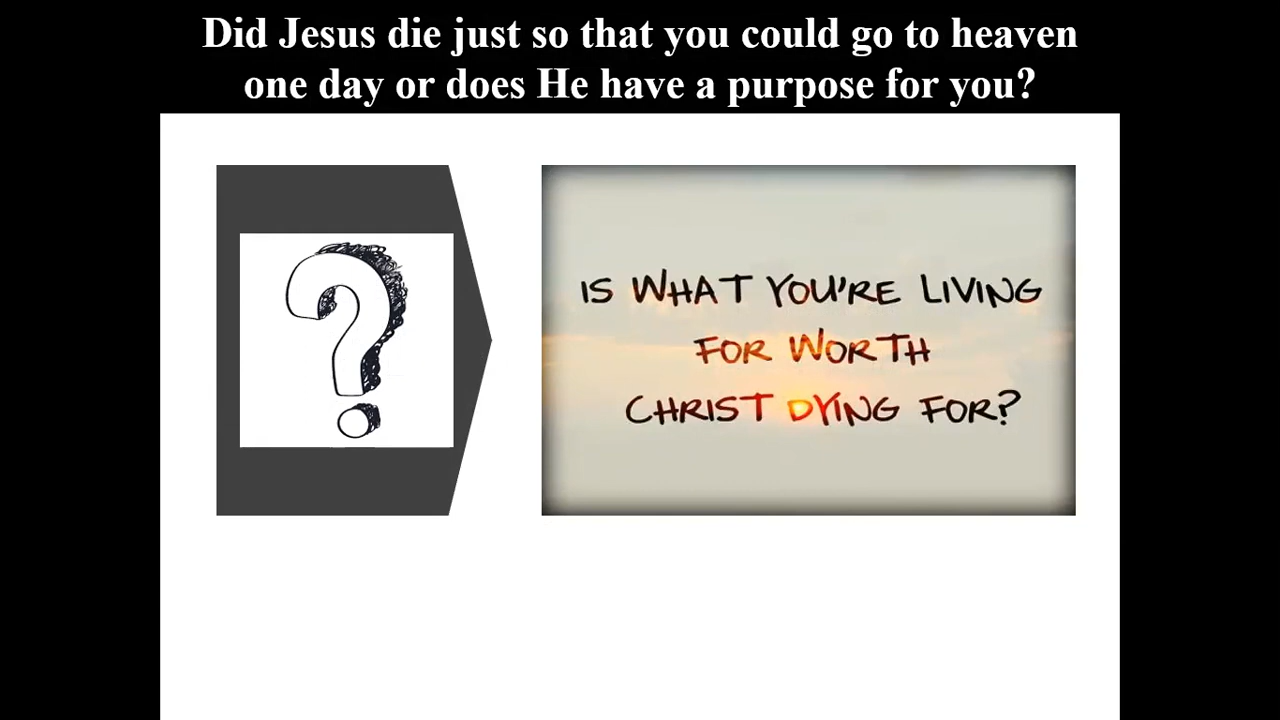 Did Jesus die just so that you could go to heaven
one day or does He have a purpose for you?
?
IS WHAT YOU'RE LIVING
FOR WORTH
CHRIST DYING FOR?